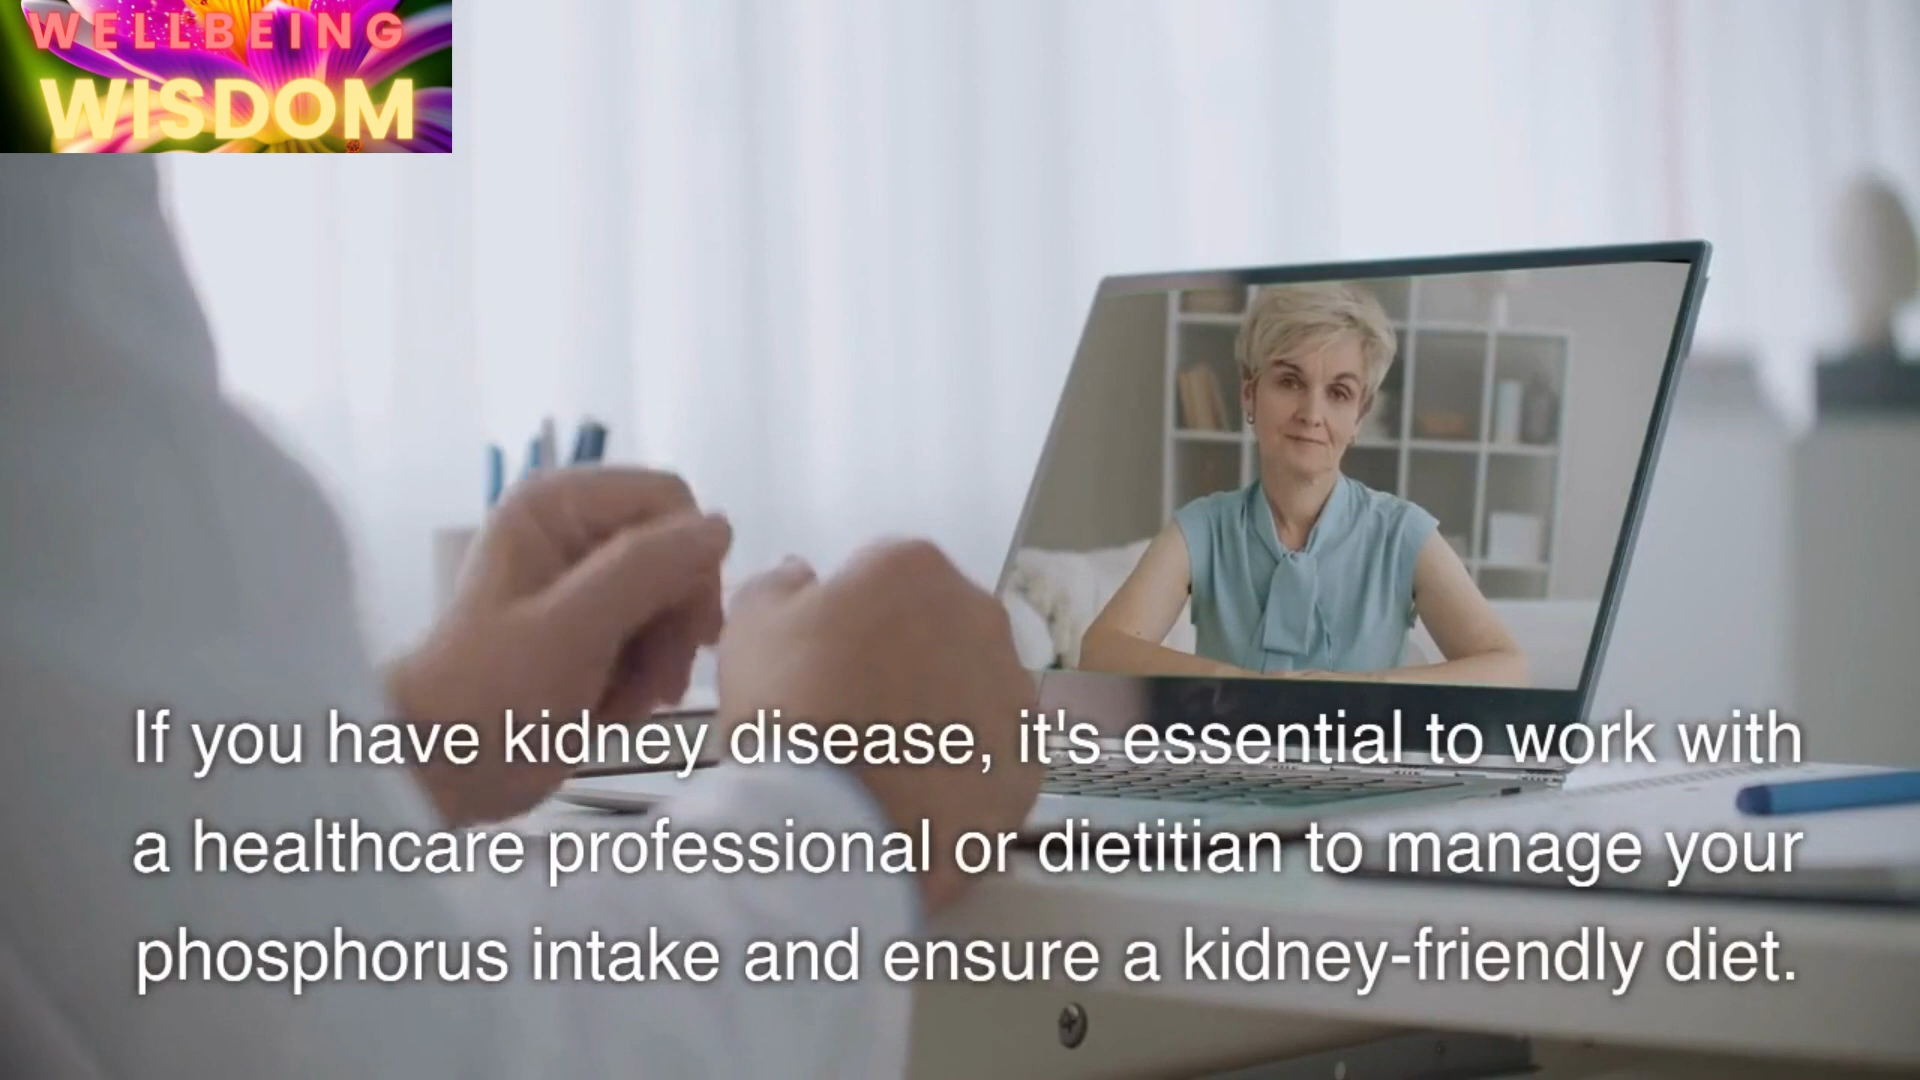 WELLBEING
WISDOM
If you have kidney disease, it's essential to work with
a healthcare professional or dietitian to manage your
phosphorus intake and ensure a kidney-friendly diet.